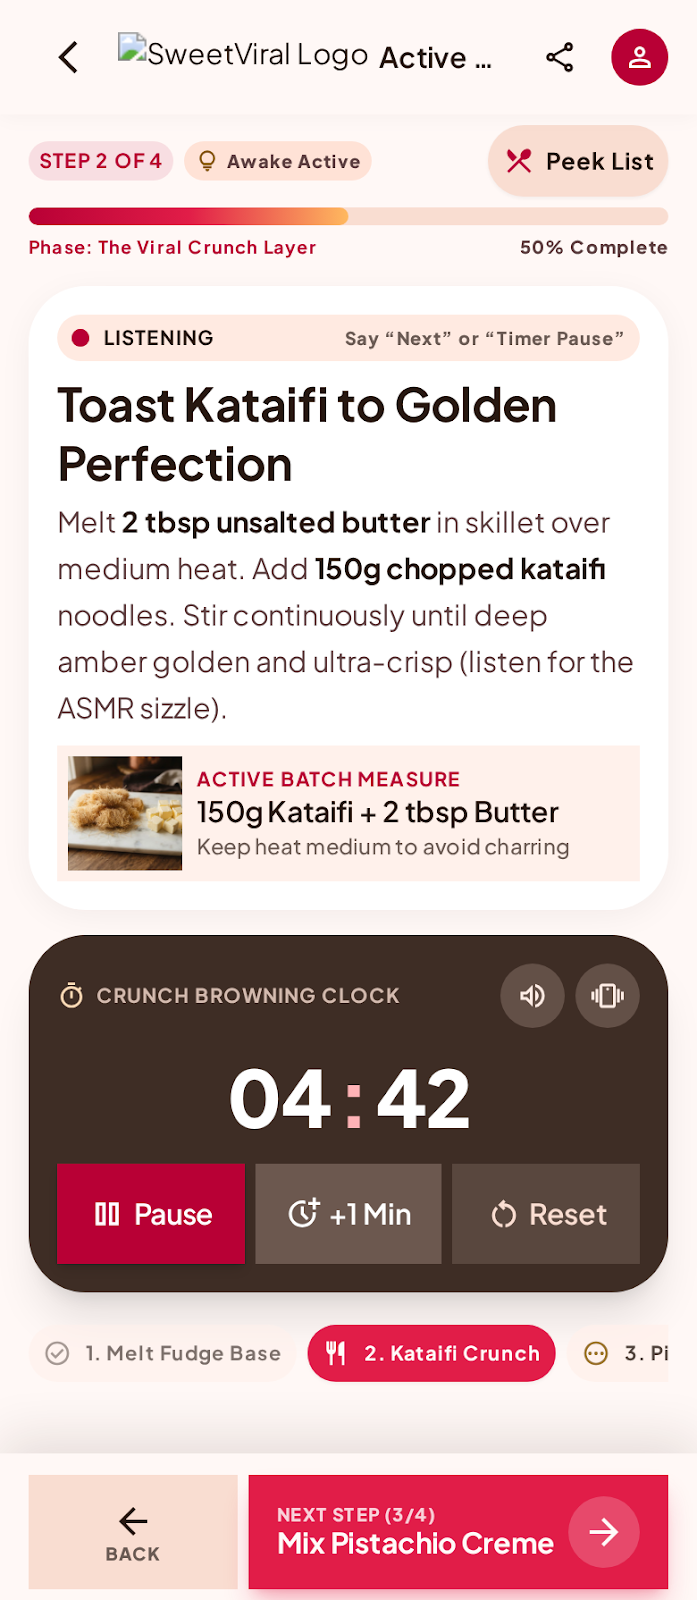 SweetViral Logo Active ...
STEP 2 OF 4
Awake Active
Peek List
Phase: The Viral Crunch Layer
50% Complete
LISTENING
Say “Next” or “Timer Pause”
Toast Kataifi to Golden
Perfection
Melt 2 tbsp unsalted butter in skillet over
medium heat. Add 150g chopped kataifi
noodles. Stir continuously until deep
amber golden and ultra-crisp (listen for the
ASMR sizzle).
ACTIVE BATCH MEASURE
150g Kataifi + 2 tbsp Butter
Keep heat medium to avoid charring
CRUNCH BROWNING CLOCK
04:42
Pause
+1 Min
Reset
1. Melt Fudge Base
2. Kataifi Crunch
3. Pi
BACK
NEXT STEP (3/4)
Mix Pistachio Creme